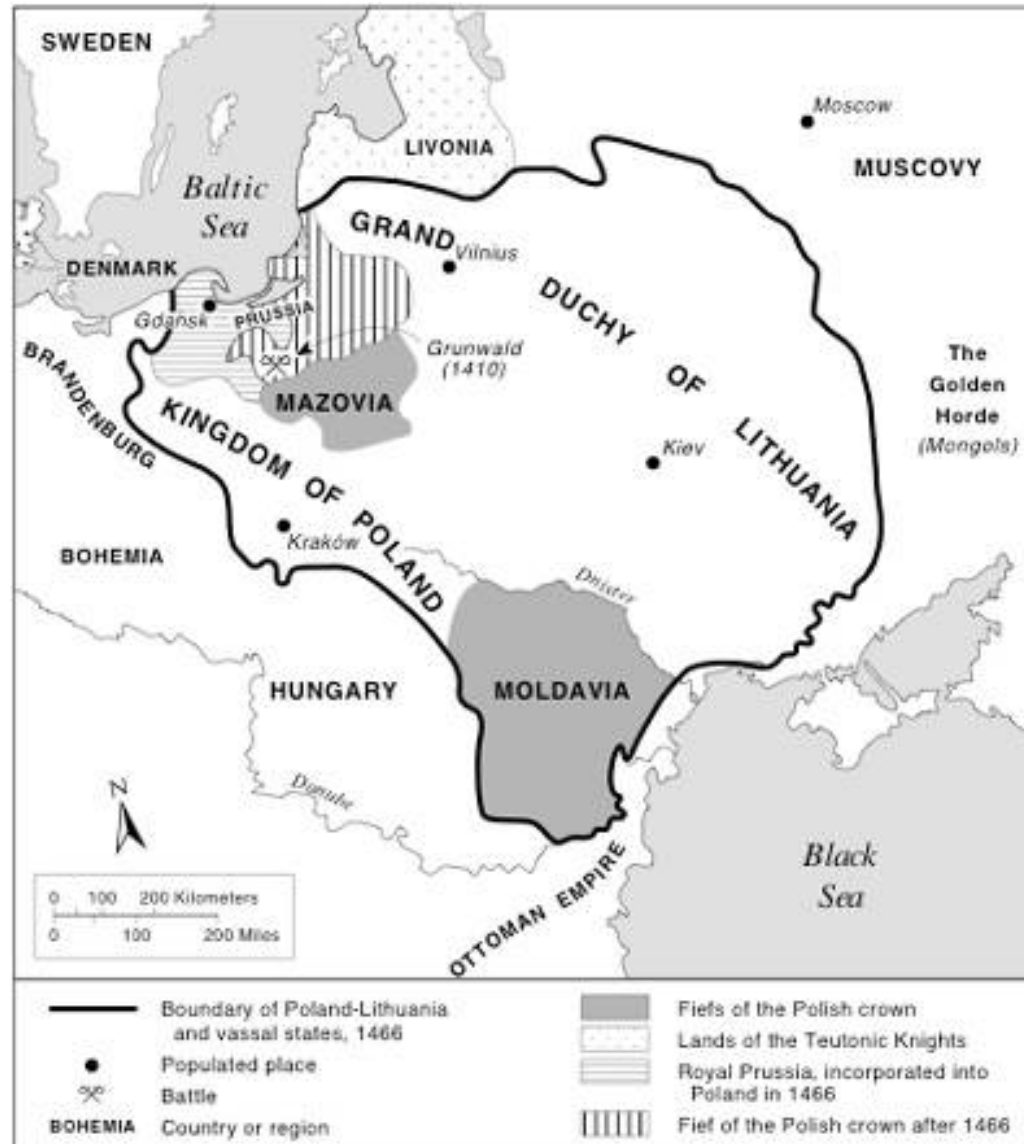 SWEDEN
Moscow
LIVONIA
MUSCOVY
Baltic
Sea
GRAND
Vilnius
DENMARK
DUCHY
Gdańsk
PRUSSIA
Grunwald
(1410)
OF
The
Golden
Horde
(Mongols)
BRANDENBURG
MAZOVIA
LITHUANIA
KINGDOM OF POLAND
Kiev
Kraków
BOHEMIA
Dnister
HUNGARY
MOLDAVIA
Danube
N
Black
Sea
OTTOMAN EMPIRE
0 100 200 Kilometers
0 100 200 Miles
Boundary of Poland-Lithuania
and vassal states, 1466
Populated place
Battle
BOHEMIA Country or region
Fiefs of the Polish crown
Lands of the Teutonic Knights
Royal Prussia, incorporated into
Poland in 1466
Fief of the Polish crown after 1466